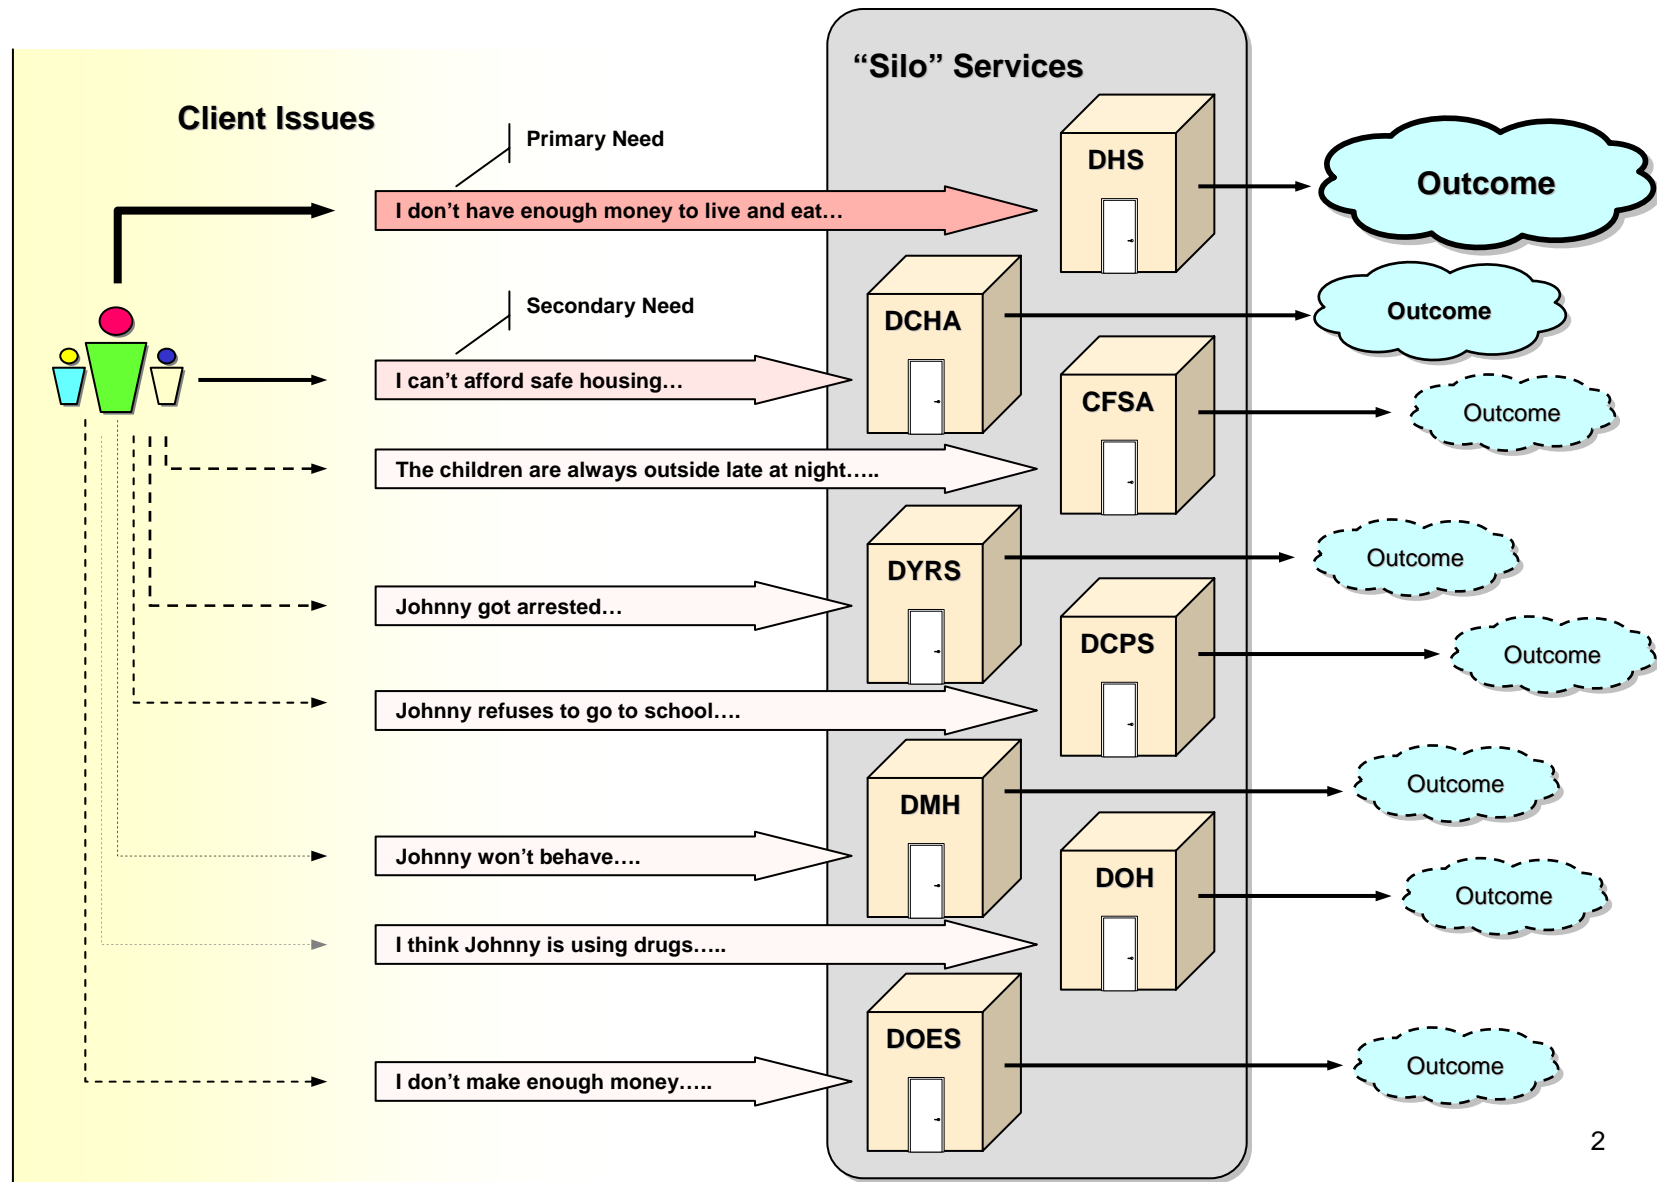 “Silo” Services
Client Issues
Primary Need
DHS
Outcome
I don’t have enough money to live and eat…
Secondary Need
DCHA
Outcome
I can’t afford safe housing…
CFSA
Outcome
The children are always outside late at night…..
DYRS
Outcome
Johnny got arrested…
DCPS
Outcome
Johnny refuses to go to school….
DMH
Outcome
Johnny won’t behave….
DOH
Outcome
I think Johnny is using drugs…..
DOES
Outcome
I don’t make enough money…..
2